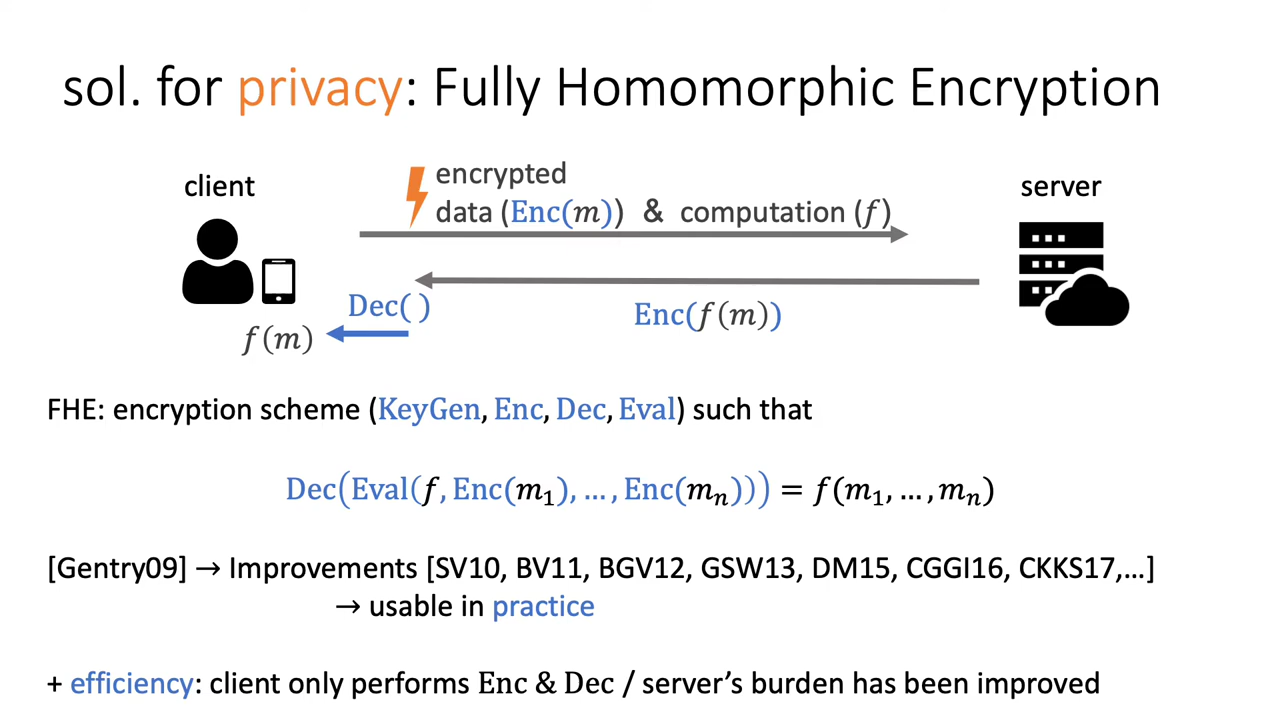 sol. for privacy: Fully Homomorphic Encryption
client
encrypted
data (Enc(m)) & computation (f)
server
Dec( )
Enc(f(m))
f(m)
FHE: encryption scheme (KeyGen, Enc, Dec, Eval) such that
Dec(Eval(f, Enc(m₁), … , Enc(mₙ))) = f(m₁, … , mₙ)
[Gentry09] → Improvements [SV10, BV11, BGV12, GSW13, DM15, CGGI16, CKKS17,…]
→ usable in practice
+ efficiency: client only performs Enc & Dec / server’s burden has been improved